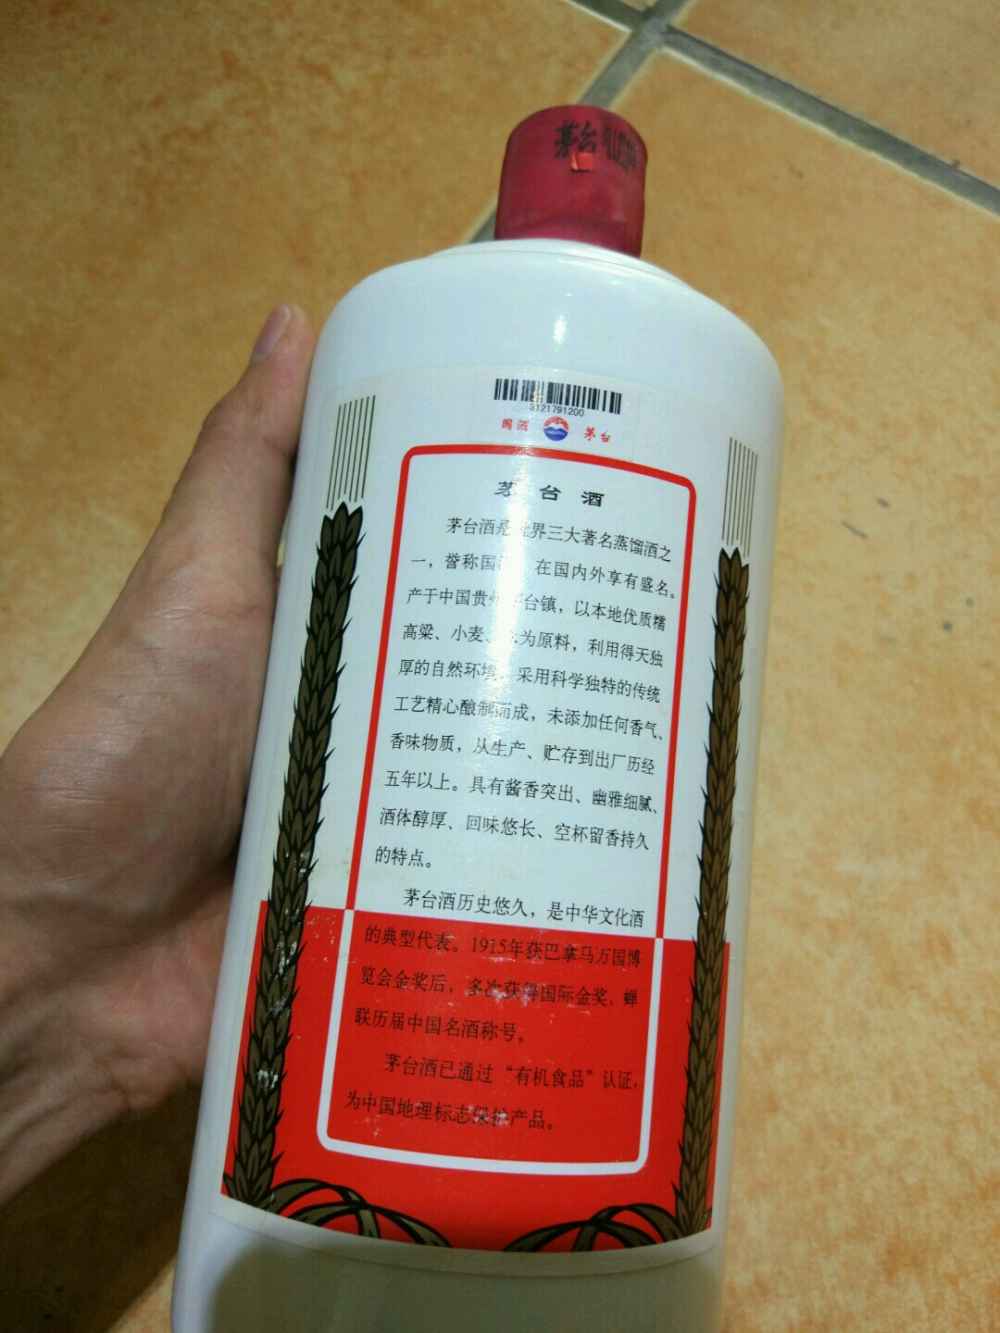 茅台
3121791200
国酒 茅台
茅台酒
茅台酒是 界三大著名蒸馏酒之
一，誉称国 在国内外享有盛名。
产于中国贵州 台镇，以本地优质糯
高粱、小麦、 为原料，利用得天独
厚的自然环境 采用科学独特的传统
工艺精心酿制而成，未添加任何香气、
香味物质，从生产、贮存到出厂历经
五年以上。具有酱香突出、幽雅细腻、
酒体醇厚、回味悠长、空杯留香持久
的特点。
茅台酒历史悠久，是中华文化酒
的典型代表。1915年获巴拿马万国博
览会金奖后，多次获得国际金奖，蝉
联历届中国名酒称号。
茅台酒已通过“有机食品”认证，
为中国地理标志保护产品。